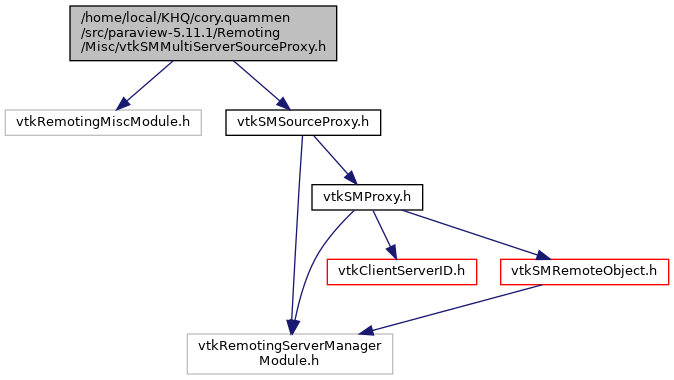 /home/local/KHQ/cory.quammen
/src/paraview-5.11.1/Remoting
/Misc/vtkSMMultiServerSourceProxy.h
vtkRemotingMiscModule.h
vtkSMSourceProxy.h
vtkSMProxy.h
vtkClientServerID.h
vtkSMRemoteObject.h
vtkRemotingServerManager
Module.h